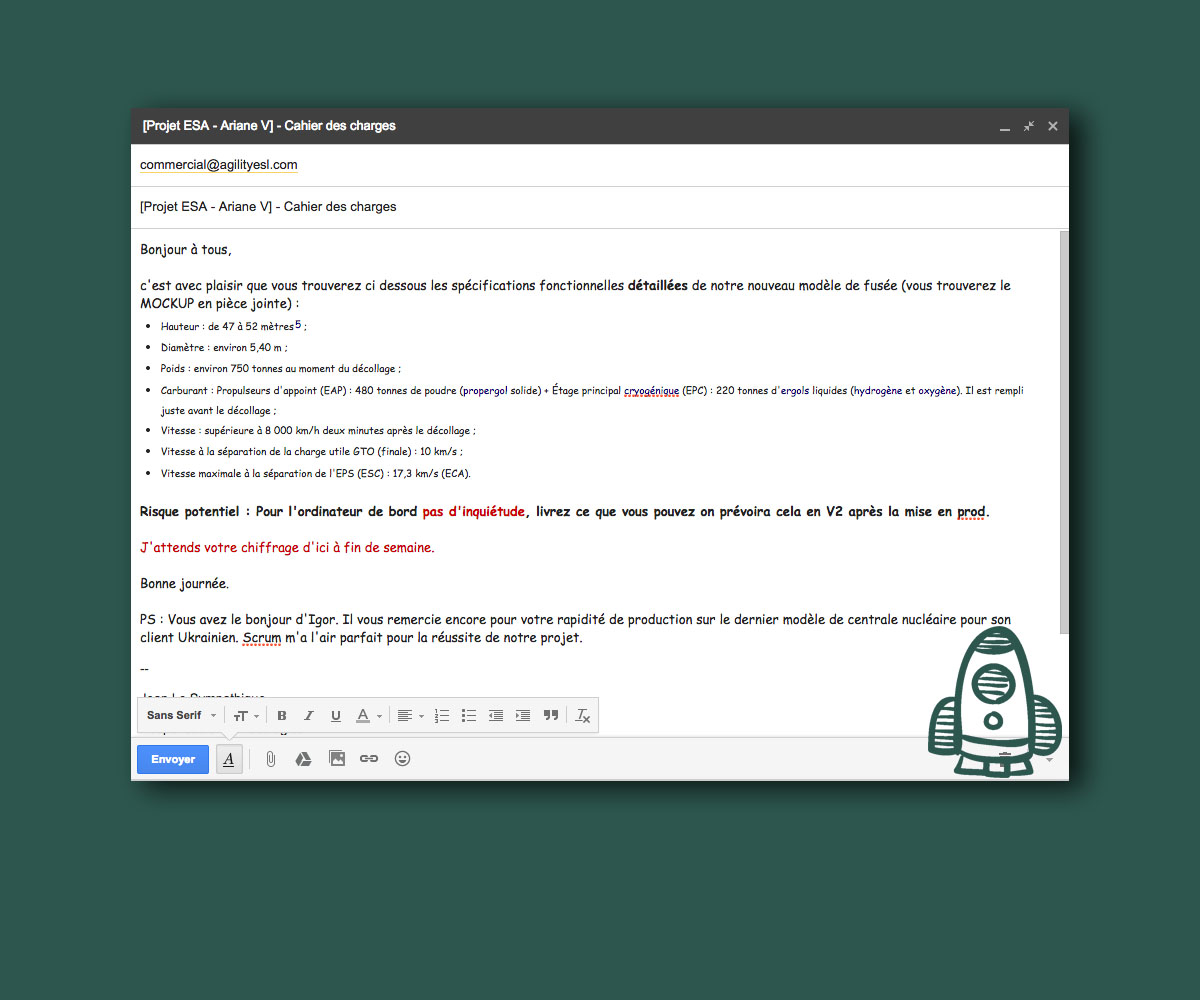 [Projet ESA - Ariane V] - Cahier des charges
commercial@agilityesl.com
[Projet ESA - Ariane V] - Cahier des charges
Bonjour à tous,
c'est avec plaisir que vous trouverez ci dessous les spécifications fonctionnelles détaillées de notre nouveau modèle de fusée (vous trouverez le
MOCKUP en pièce jointe) :
• Hauteur : de 47 à 52 mètres5 ;
• Diamètre : environ 5,40 m ;
• Poids : environ 750 tonnes au moment du décollage ;
• Carburant : Propulseurs d'appoint (EAP) : 480 tonnes de poudre (propergol solide) + Étage principal cryogénique (EPC) : 220 tonnes d'ergols liquides (hydrogène et oxygène). Il est rempli
juste avant le décollage ;
• Vitesse : supérieure à 8 000 km/h deux minutes après le décollage ;
• Vitesse à la séparation de la charge utile GTO (finale) : 10 km/s ;
• Vitesse maximale à la séparation de l'EPS (ESC) : 17,3 km/s (ECA).
Risque potentiel : Pour l'ordinateur de bord pas d'inquiétude, livrez ce que vous pouvez on prévoira cela en V2 après la mise en prod.
J'attends votre chiffrage d'ici à fin de semaine.
Bonne journée.
PS : Vous avez le bonjour d'Igor. Il vous remercie encore pour votre rapidité de production sur le dernier modèle de centrale nucléaire pour son
client Ukrainien. Scrum m'a l'air parfait pour la réussite de notre projet.
--
Jean Le Sympathique
Sans Serif
Envoyer